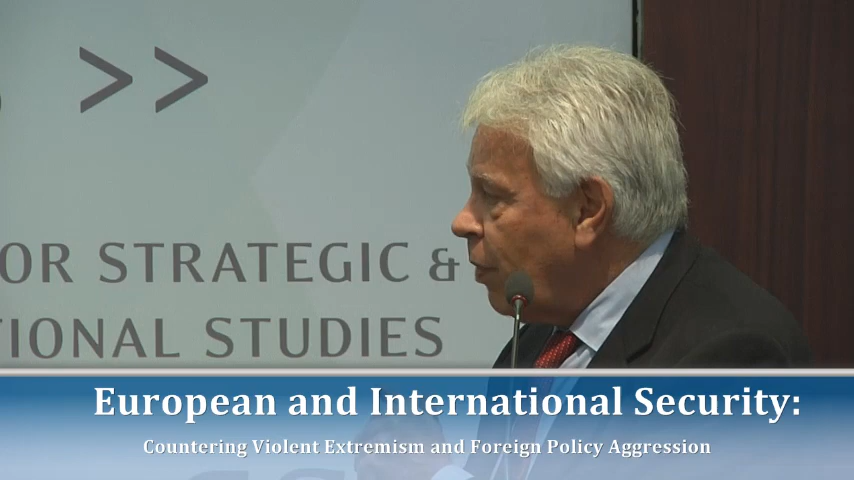 >>
OR STRATEGIC &
TIONAL STUDIES
European and International Security:
Countering Violent Extremism and Foreign Policy Aggression